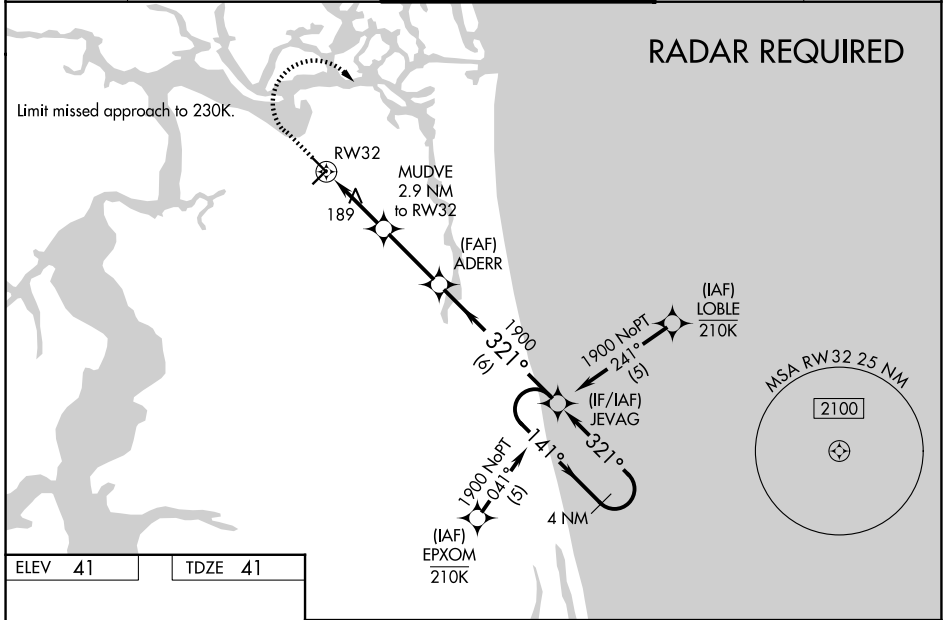 RADAR REQUIRED
Limit missed approach to 230K.
RW32
MUDVE
2.9 NM
to RW32
189
(FAF)
ADERR
(IAF)
LOBLE
210K
1900
321°
(6)
1900 NoPT
241°
(5)
(IF/IAF)
JEVAG
MSA RW32 25 NM
2100
141°
321°
1900 NoPT
041°
(5)
4 NM
(IAF)
EPXOM
210K
ELEV 41
TDZE 41